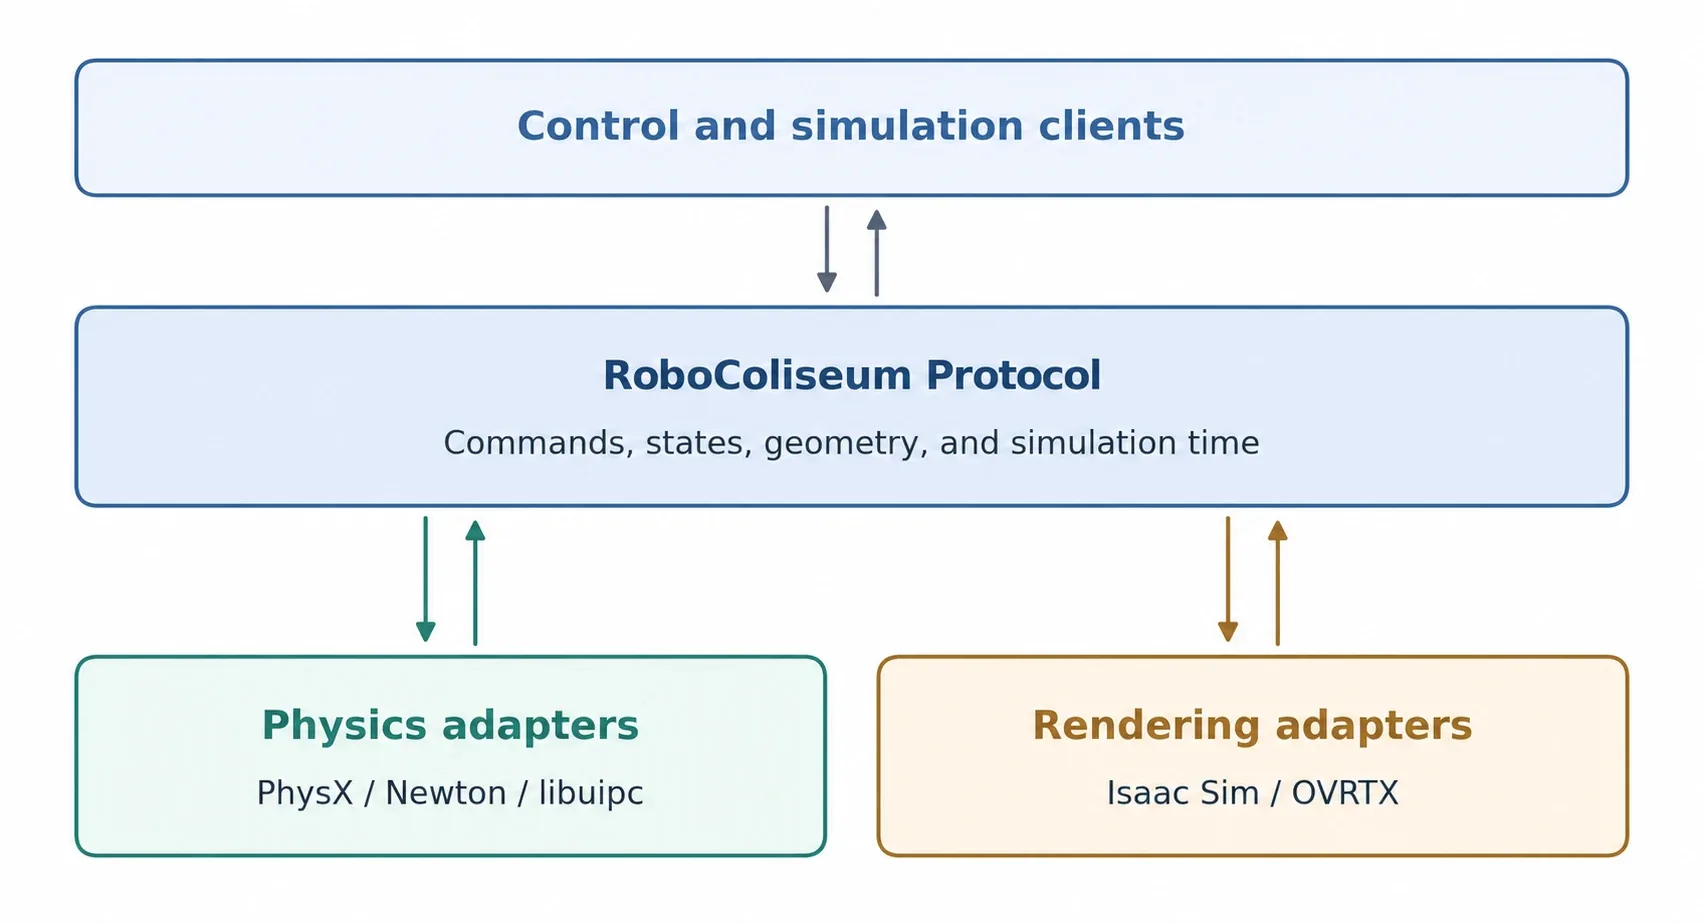 Control and simulation clients
RoboColiseum Protocol
Commands, states, geometry, and simulation time
Physics adapters
PhysX / Newton / libuipc
Rendering adapters
Isaac Sim / OVRTX